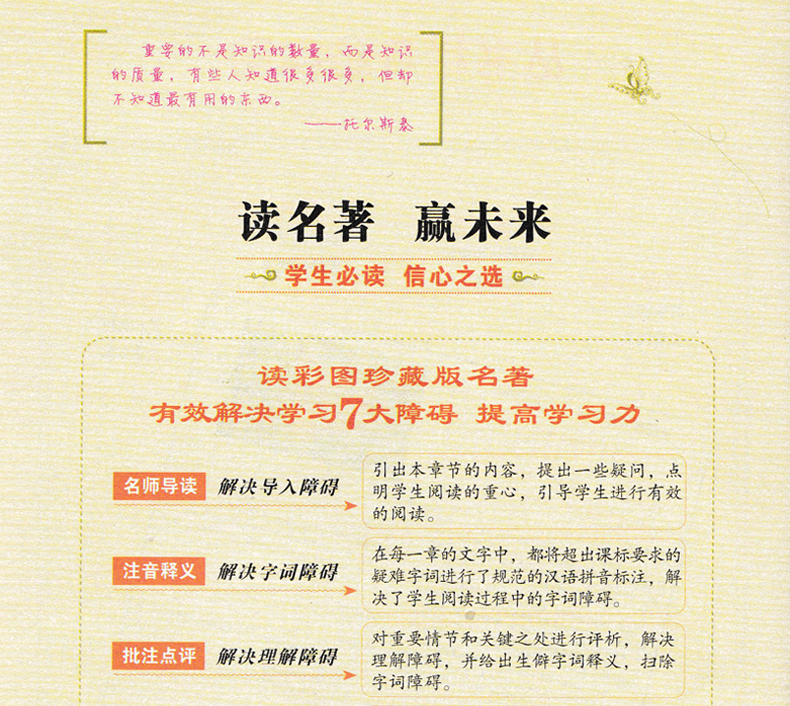 重要的不是知识的数量，而是知识
的质量，有些人知道很多很多，但却
不知道最有用的东西。
——托尔斯泰
读名著 赢未来
学生必读 信心之选
读彩图珍藏版名著
有效解决学习7大障碍 提高学习力
名师导读 解决导入障碍
引出本章节的内容，提出一些疑问，点
明学生阅读的重心，引导学生进行有效
的阅读。
注音释义 解决字词障碍
在每一章的文字中，都将超出课标要求的
疑难字词进行了规范的汉语拼音标注，解
决了学生阅读过程中的字词障碍。
批注点评 解决理解障碍
对重要情节和关键之处进行评析，解决
理解障碍，并给出生僻字词释义，扫除
字词障碍。